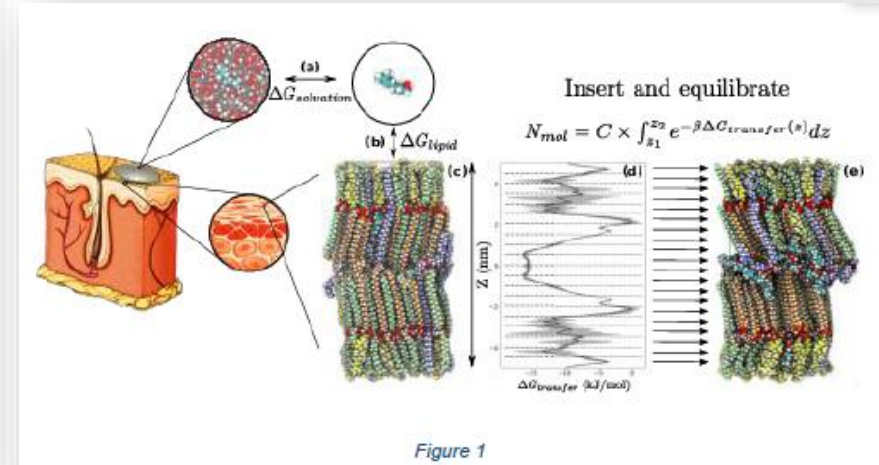 (a)
ΔG_solvation
Insert and equilibrate
N_mol = C × ∫_{z₁}^{z₂} e^{−βΔG_transfer(z)} dz
(b) ΔG_lipid
(c)
(d)
(e)
Z (nm)
ΔG_transfer (kJ/mol)
Figure 1